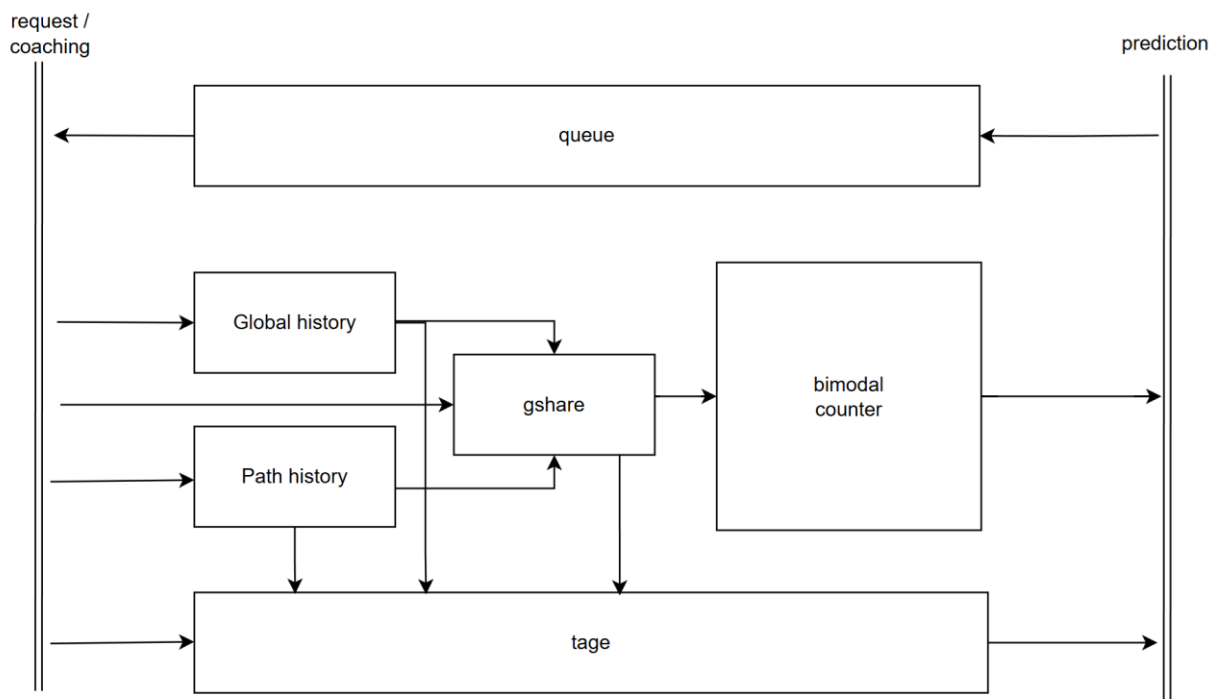 request /
coaching
prediction
queue
Global history
gshare
bimodal
counter
Path history
tage